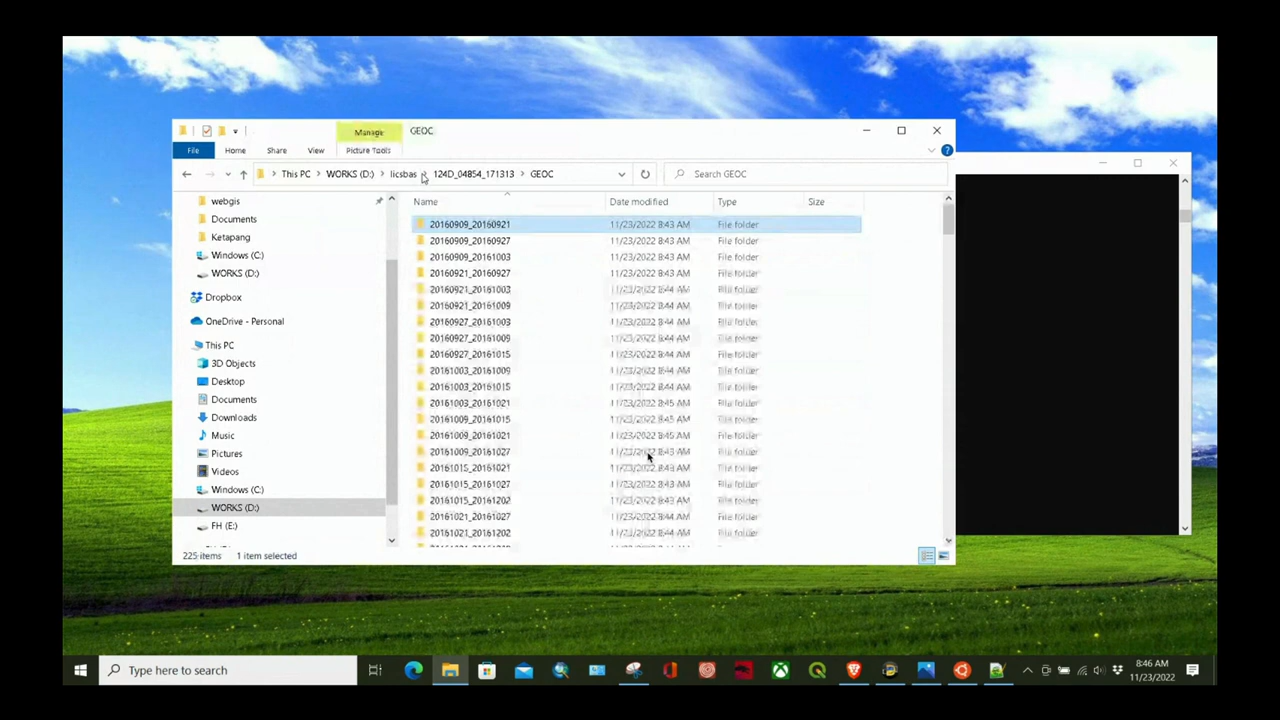 Manage
GEOC
File
Home
Share
View
Picture Tools
This PC
WORKS (D:)
licsbas
124D_04854_171313
GEOC
Search GEOC
webgis
Documents
Ketapang
Windows (C:)
WORKS (D:)
Dropbox
OneDrive - Personal
This PC
3D Objects
Desktop
Documents
Downloads
Music
Pictures
Videos
Windows (C:)
WORKS (D:)
FH (E:)
Name Date modified Type Size
20160909_20160921 11/23/2022 8:43 AM File folder
20160909_20160927 11/23/2022 8:43 AM File folder
20160909_20161003 11/23/2022 8:43 AM File folder
20160921_20160927 11/23/2022 8:43 AM File folder
20160921_20161003 11/23/2022 8:44 AM File folder
20160921_20161009 11/23/2022 8:44 AM File folder
20160927_20161003 11/23/2022 8:44 AM File folder
20160927_20161009 11/23/2022 8:44 AM File folder
20160927_20161015 11/23/2022 8:44 AM File folder
20161003_20161009 11/23/2022 8:44 AM File folder
20161003_20161015 11/23/2022 8:44 AM File folder
20161003_20161021 11/23/2022 8:45 AM File folder
20161009_20161015 11/23/2022 8:45 AM File folder
20161009_20161021 11/23/2022 8:45 AM File folder
20161009_20161027 11/23/2022 8:43 AM File folder
20161015_20161021 11/23/2022 8:43 AM File folder
20161015_20161027 11/23/2022 8:43 AM File folder
20161015_20161202 11/23/2022 8:44 AM File folder
20161021_20161027 11/23/2022 8:44 AM File folder
20161021_20161202 11/23/2022 8:44 AM File folder
225 items 1 item selected
Type here to search
8:46 AM
11/23/2022